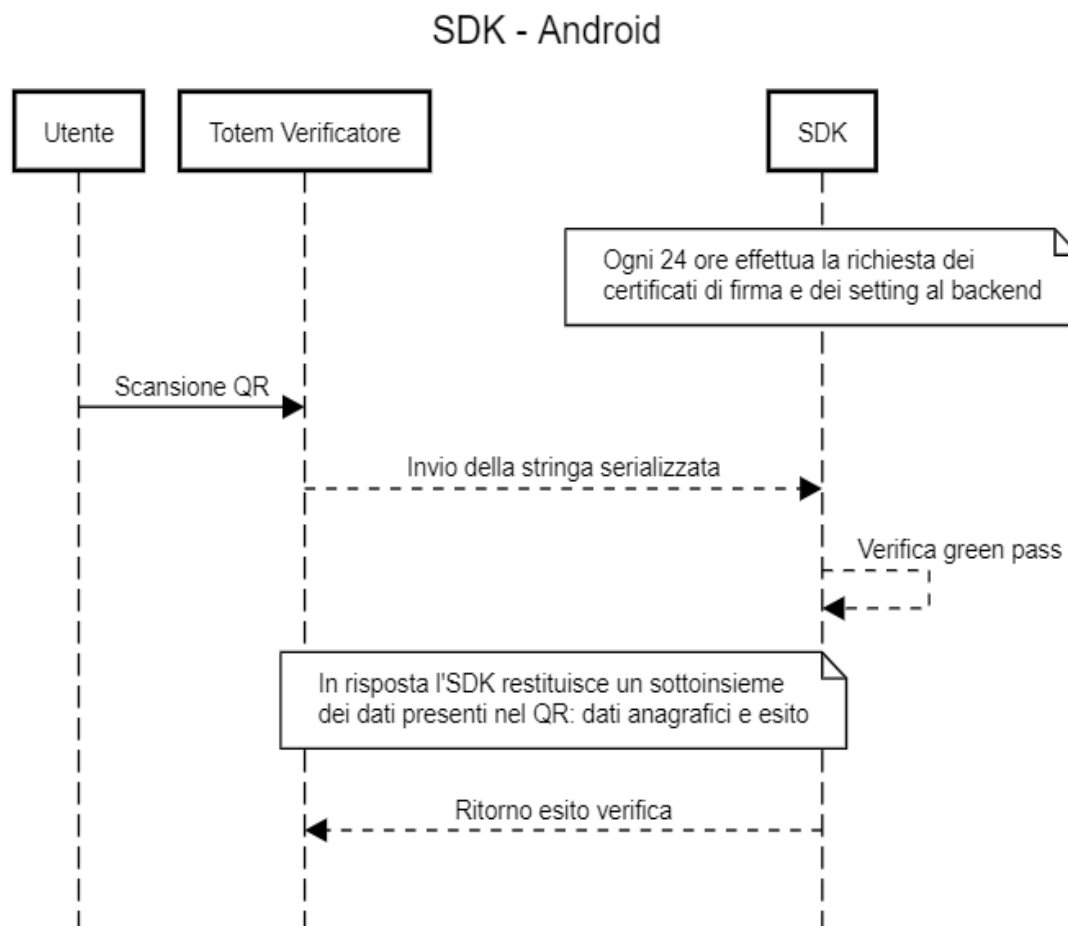 SDK - Android
Utente
Totem Verificatore
SDK
Ogni 24 ore effettua la richiesta dei
certificati di firma e dei setting al backend
Scansione QR
Invio della stringa serializzata
Verifica green pass
In risposta l'SDK restituisce un sottoinsieme
dei dati presenti nel QR: dati anagrafici e esito
Ritorno esito verifica